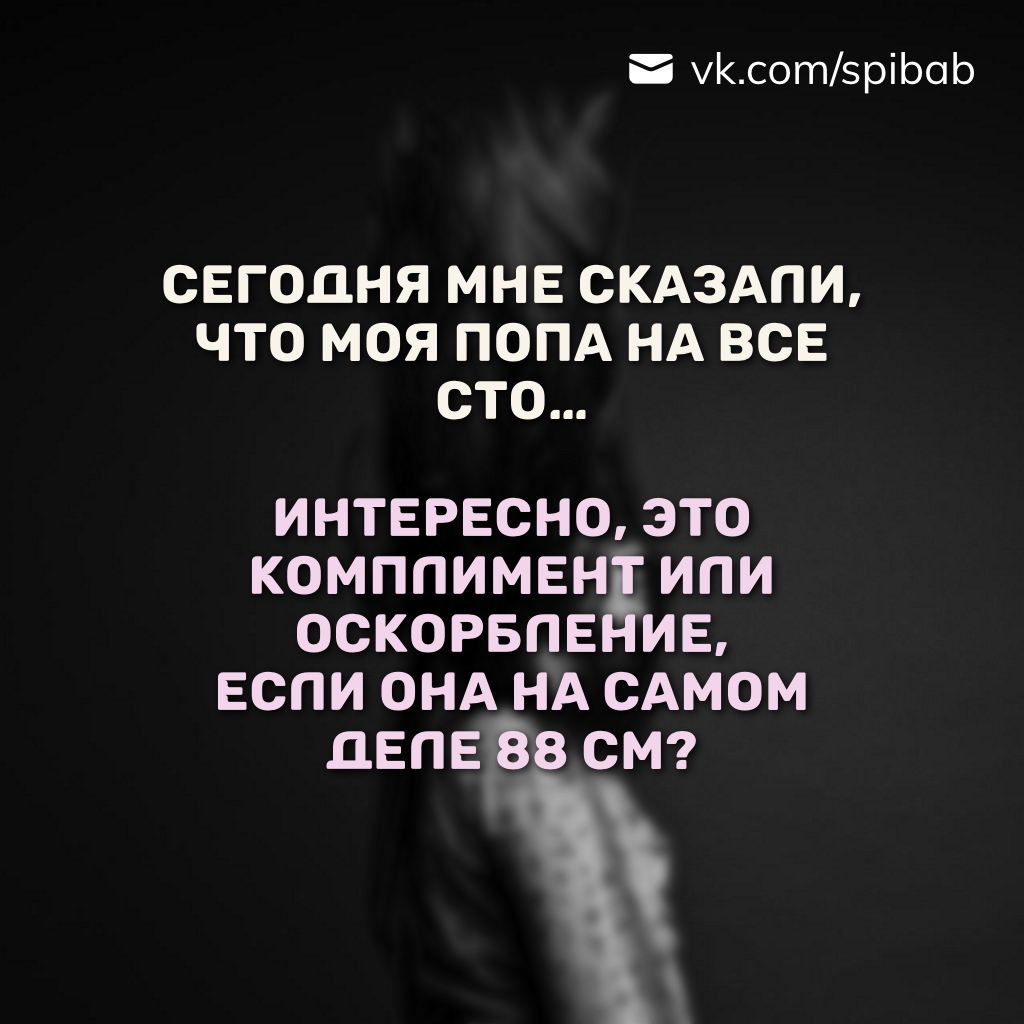 vk.com/spibab
СЕГОДНЯ МНЕ СКАЗАЛИ,
ЧТО МОЯ ПОПА НА ВСЕ
СТО...
ИНТЕРЕСНО, ЭТО
КОМПЛИМЕНТ ИЛИ
ОСКОРБЛЕНИЕ,
ЕСЛИ ОНА НА САМОМ
ДЕЛЕ 88 СМ?